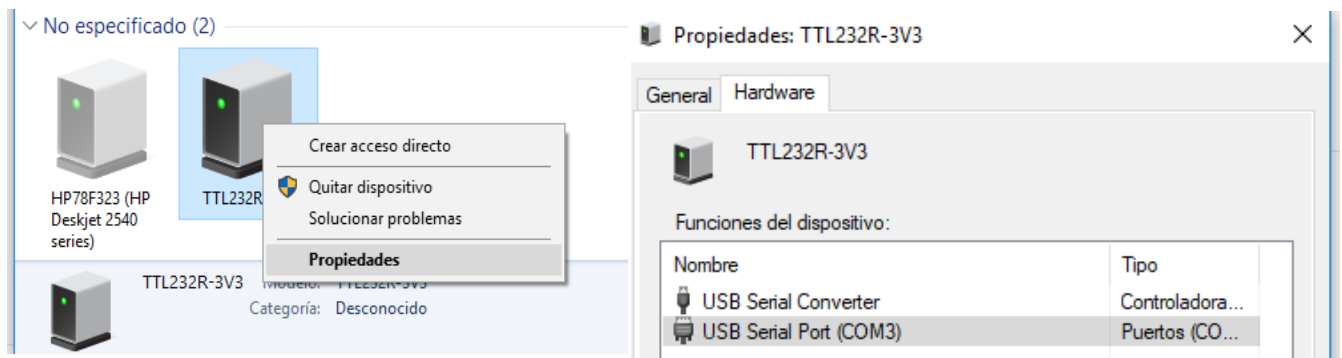 No especificado (2)
HP78F323 (HP
Deskjet 2540
series)
TTL232R
Crear acceso directo
Quitar dispositivo
Solucionar problemas
Propiedades
TTL232R-3V3 Modelo: TTL232R-3V3
Categoría: Desconocido
Propiedades: TTL232R-3V3
General Hardware
TTL232R-3V3
Funciones del dispositivo:
Nombre Tipo
USB Serial Converter Controladora...
USB Serial Port (COM3) Puertos (CO...